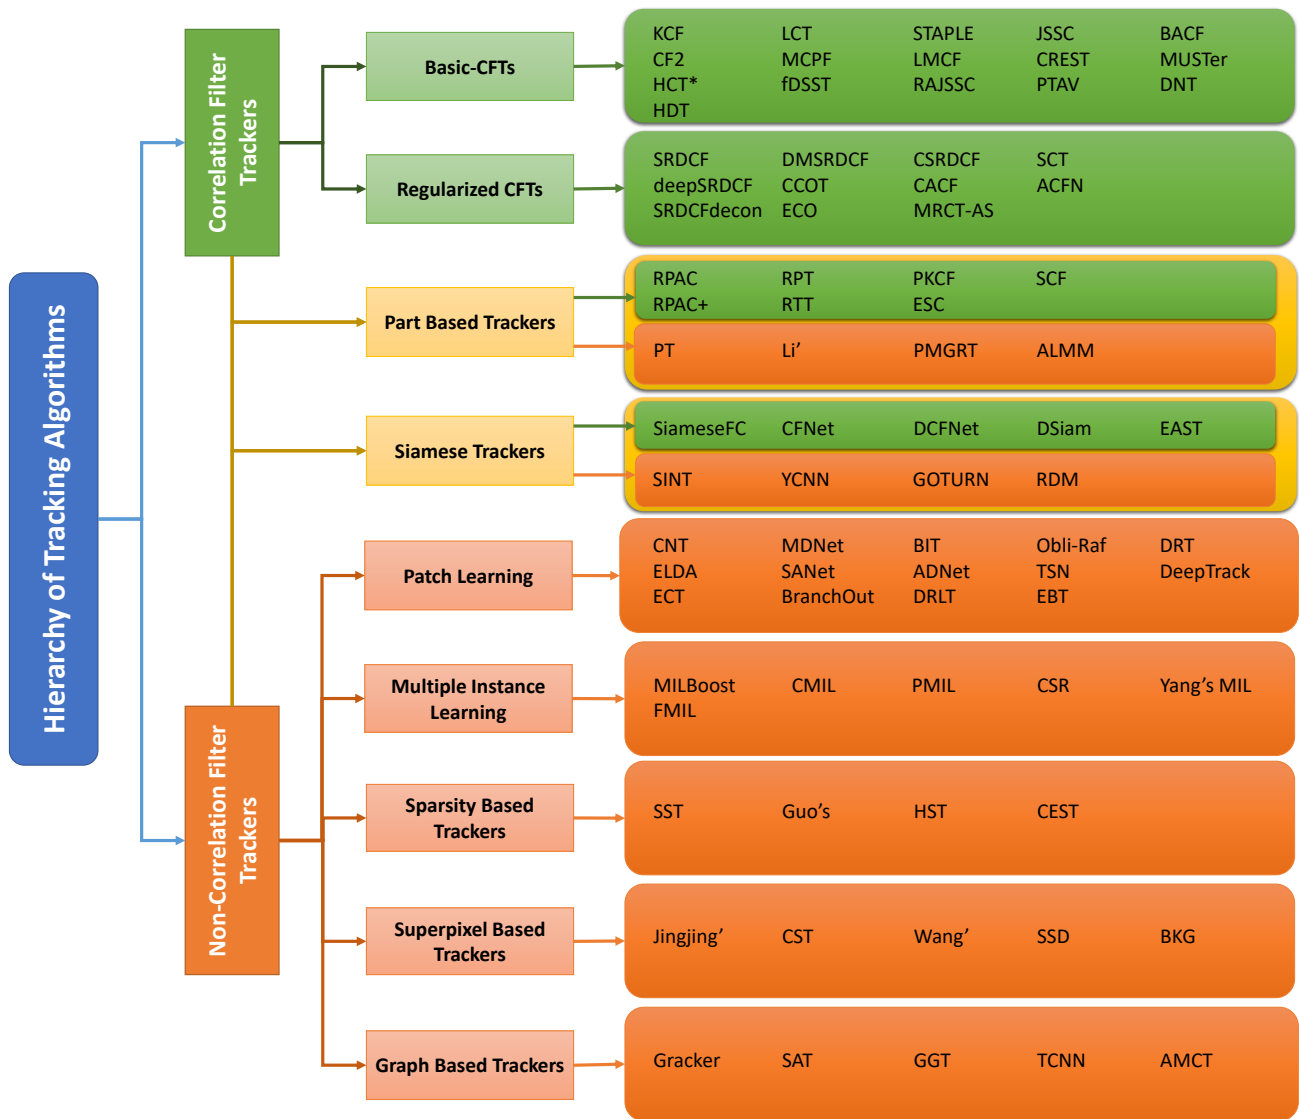 Hierarchy of Tracking Algorithms
Correlation Filter
Trackers
Non-Correlation Filter
Trackers
Basic-CFTs
KCF LCT STAPLE JSSC BACF
CF2 MCPF LMCF CREST MUSTer
HCT* fDSST RAJSSC PTAV DNT
HDT
Regularized CFTs
SRDCF DMSRDCF CSRDCF SCT
deepSRDCF CCOT CACF ACFN
SRDCFdecon ECO MRCT-AS
Part Based Trackers
RPAC RPT PKCF SCF
RPAC+ RTT ESC
PT Li’ PMGRT ALMM
Siamese Trackers
SiameseFC CFNet DCFNet DSiam EAST
SINT YCNN GOTURN RDM
Patch Learning
CNT MDNet BIT Obli-Raf DRT
ELDA SANet ADNet TSN DeepTrack
ECT BranchOut DRLT EBT
Multiple Instance
Learning
MILBoost CMIL PMIL CSR Yang’s MIL
FMIL
Sparsity Based
Trackers
SST Guo’s HST CEST
Superpixel Based
Trackers
Jingjing’ CST Wang’ SSD BKG
Graph Based Trackers
Gracker SAT GGT TCNN AMCT